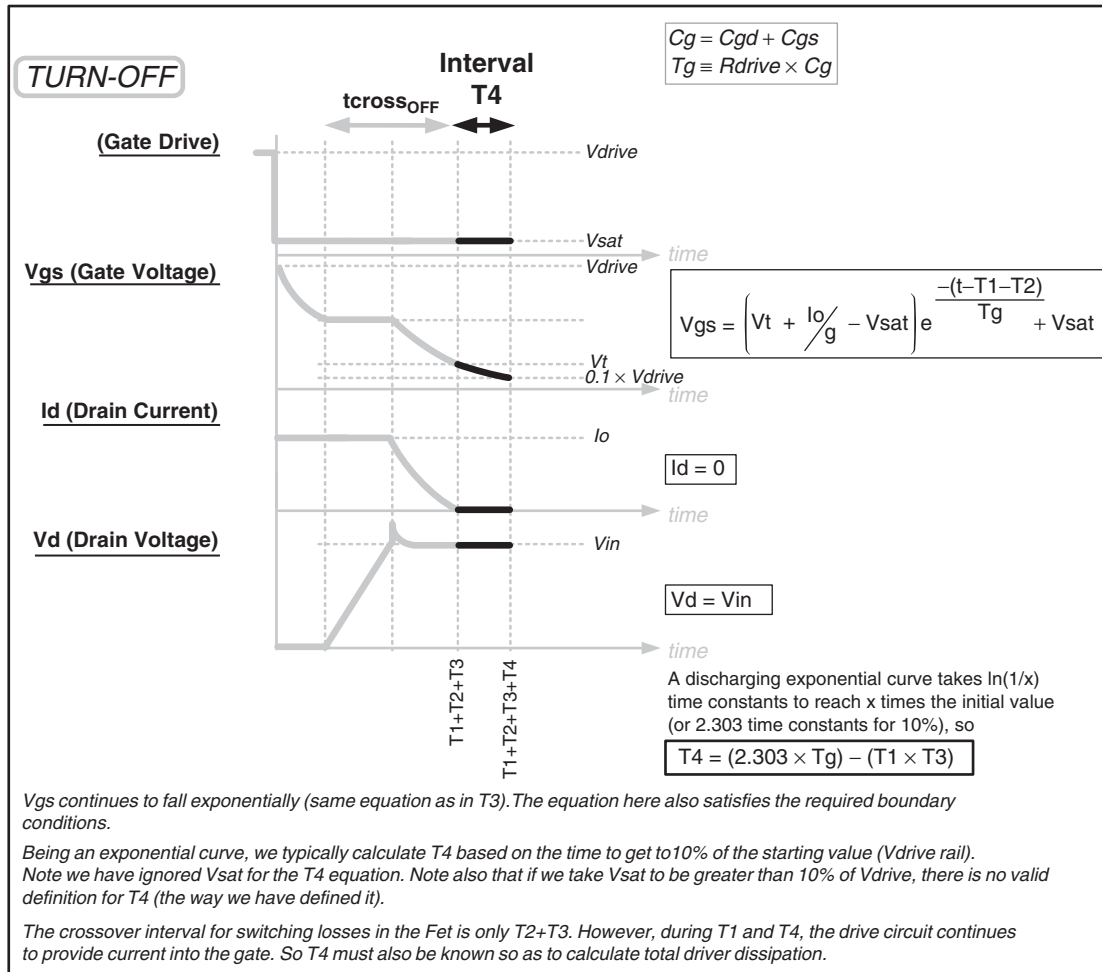 TURN-OFF
Interval
T4
tcrossOFF
Cg = Cgd + Cgs
Tg ≡ Rdrive × Cg
(Gate Drive)
Vdrive
Vsat
time
Vgs (Gate Voltage)
Vdrive
Vt
0.1 × Vdrive
time
Vgs = (Vt + Io/g – Vsat) e –(t–T1–T2)/Tg + Vsat
Id (Drain Current)
Io
Id = 0
time
Vd (Drain Voltage)
Vin
Vd = Vin
time
T1+T2+T3
T1+T2+T3+T4
A discharging exponential curve takes ln(1/x)
time constants to reach x times the initial value
(or 2.303 time constants for 10%), so
T4 = (2.303 × Tg) – (T1 × T3)
Vgs continues to fall exponentially (same equation as in T3).The equation here also satisfies the required boundary
conditions.
Being an exponential curve, we typically calculate T4 based on the time to get to10% of the starting value (Vdrive rail).
Note we have ignored Vsat for the T4 equation. Note also that if we take Vsat to be greater than 10% of Vdrive, there is no valid
definition for T4 (the way we have defined it).
The crossover interval for switching losses in the Fet is only T2+T3. However, during T1 and T4, the drive circuit continues
to provide current into the gate. So T4 must also be known so as to calculate total driver dissipation.